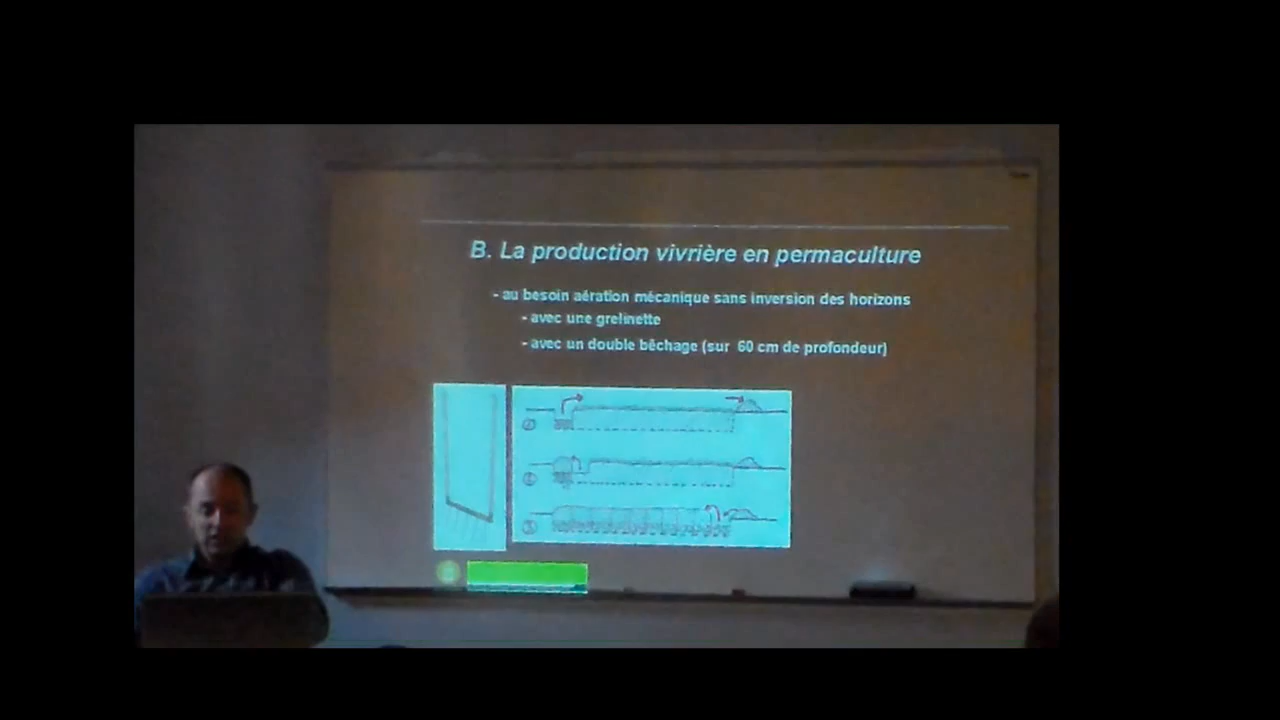 B. La production vivrière en permaculture
- au besoin aération mécanique sans inversion des horizons
- avec une grelinette
- avec un double bêchage (sur 60 cm de profondeur)